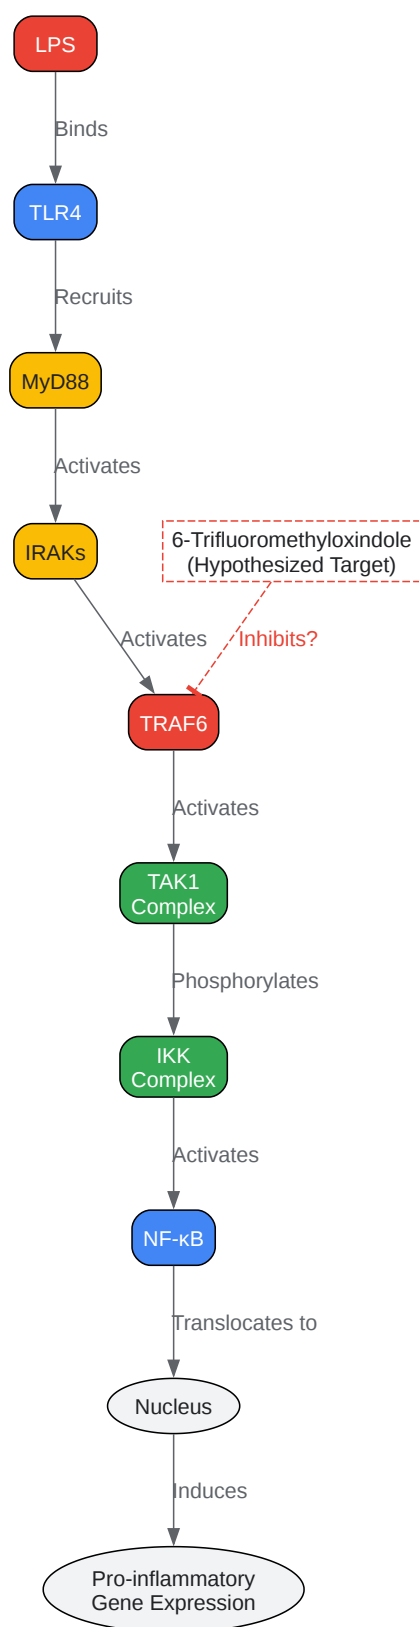 LPS
Binds
TLR4
Recruits
MyD88
Activates
IRAKs
6-Trifluoromethyloxindole
(Hypothesized Target)
Activates
Inhibits?
TRAF6
Activates
TAK1
Complex
Phosphorylates
IKK
Complex
Activates
NF-κB
Translocates to
Nucleus
Induces
Pro-inflammatory
Gene Expression